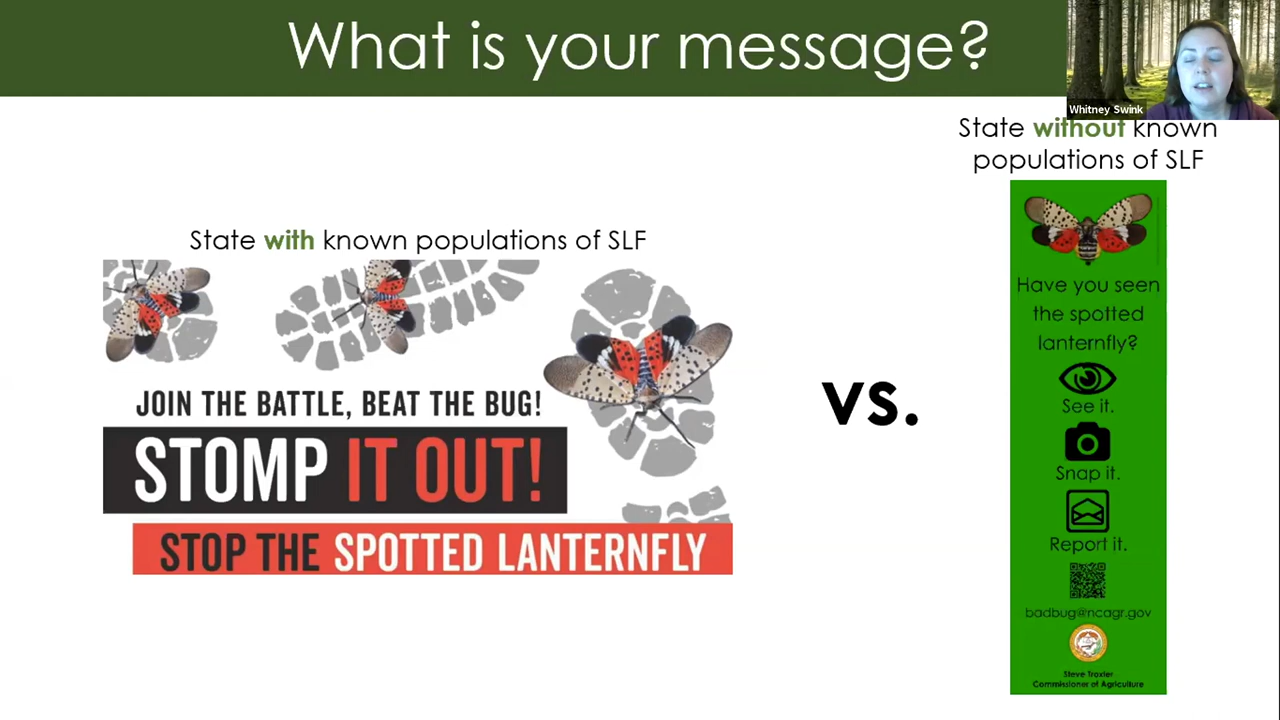 What is your message?
Whitney Swink
State without known
populations of SLF
State with known populations of SLF
JOIN THE BATTLE, BEAT THE BUG!
STOMP IT OUT!
STOP THE SPOTTED LANTERNFLY
vs.
Have you seen
the spotted
lanternfly?
See it.
Snap it.
Report it.
badbug@ncagr.gov
Steve Troxler
Commissioner of Agriculture